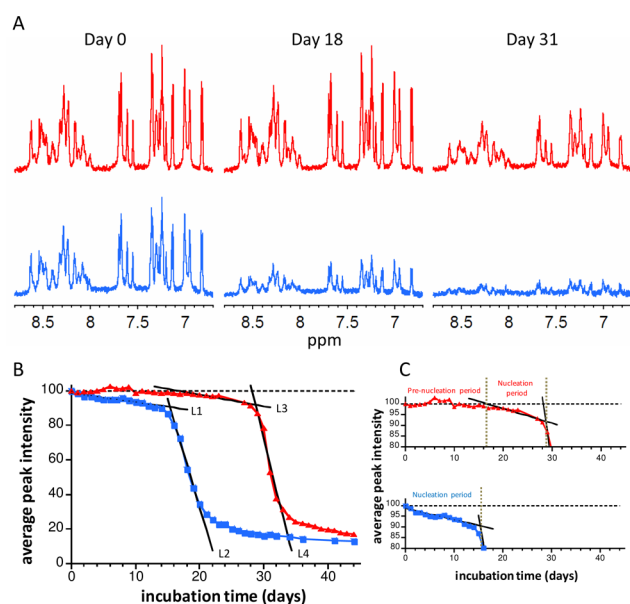 A
Day 0 Day 18 Day 31
8.5 8 7.5 7 8.5 8 7.5 7 8.5 8 7.5 7
ppm
B
average peak intensity
100
80
60
40
20
0
0 10 20 30 40
incubation time (days)
L1
L2
L3
L4
C
average peak intensity
Pre-nucleation period
Nucleation period
100
95
90
85
80
0 10 20 30 40
Nucleation period
100
95
90
85
80
0 10 20 30 40
incubation time (days)